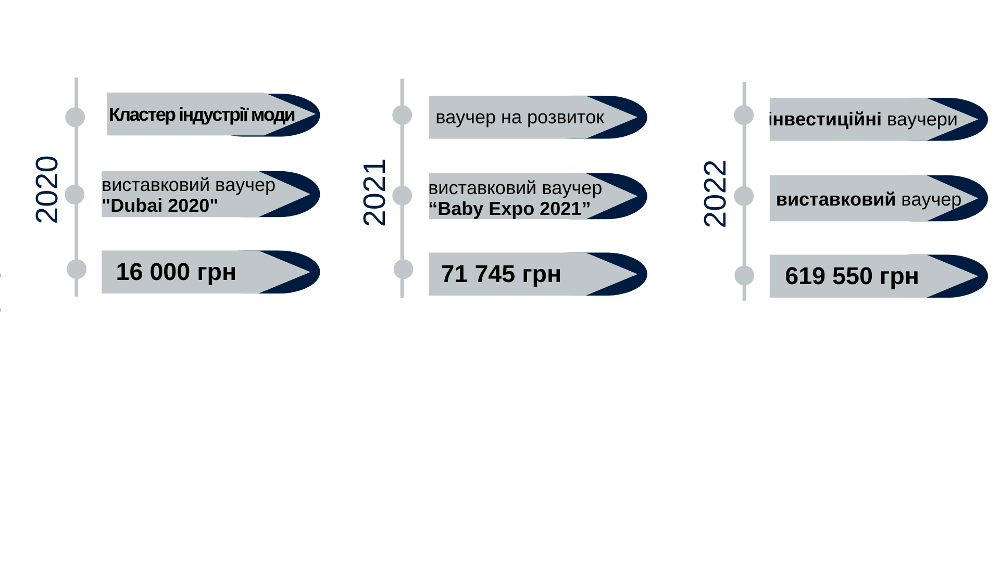 2020
Кластер індустрії моди
виставковий ваучер
"Dubai 2020"
16 000 грн
2021
ваучер на розвиток
виставковий ваучер
“Baby Expo 2021”
71 745 грн
2022
інвестиційні ваучери
виставковий ваучер
619 550 грн